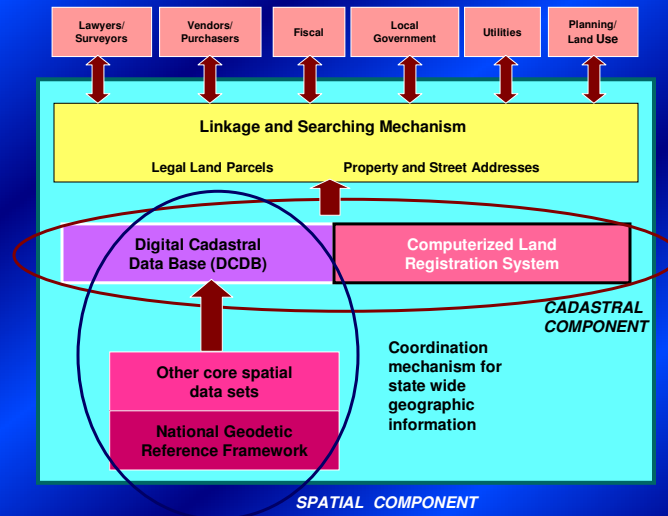 Lawyers/
Surveyors
Vendors/
Purchasers
Fiscal
Local
Government
Utilities
Planning/
Land Use
Linkage and Searching Mechanism
Legal Land Parcels
Property and Street Addresses
Digital Cadastral
Data Base (DCDB)
Computerized Land
Registration System
CADASTRAL
COMPONENT
Coordination
mechanism for
state wide
geographic
information
Other core spatial
data sets
National Geodetic
Reference Framework
SPATIAL COMPONENT